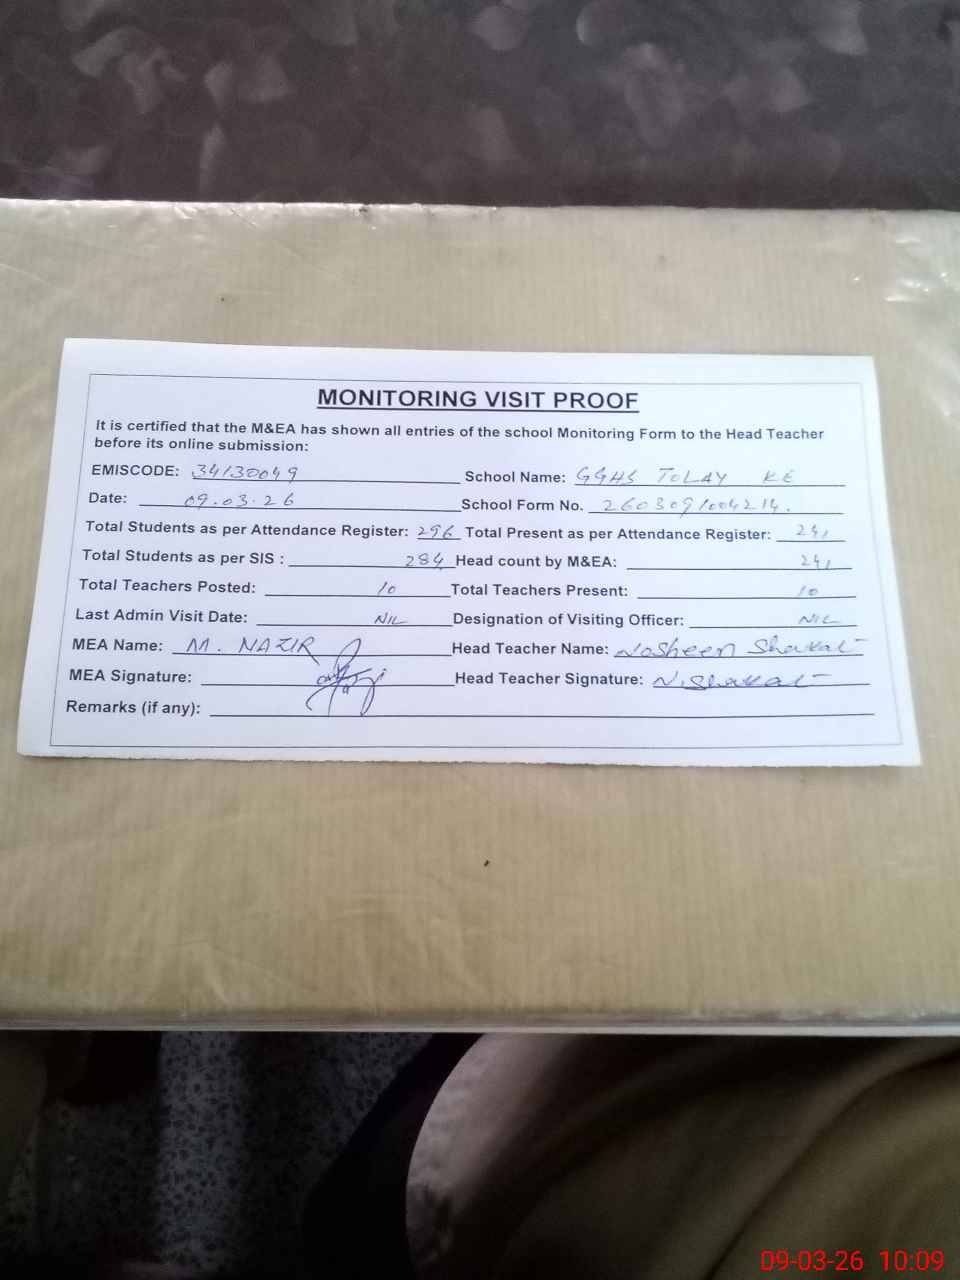 MONITORING VISIT PROOF
It is certified that the M&EA has shown all entries of the school Monitoring Form to the Head Teacher
before its online submission:
EMISCODE: 34130049 School Name: GGHS TOLAY KE
Date: 09.03.26 School Form No. 260309/004214.
Total Students as per Attendance Register: 296 Total Present as per Attendance Register: 241
Total Students as per SIS : 284 Head count by M&EA: 241
Total Teachers Posted: 10 Total Teachers Present: 10
Last Admin Visit Date: NIL Designation of Visiting Officer: NIL
MEA Name: M. NAZIR Head Teacher Name: Nosheen Shaukat
MEA Signature: Head Teacher Signature: N.Shaukat
Remarks (if any):
09-03-26 10:09